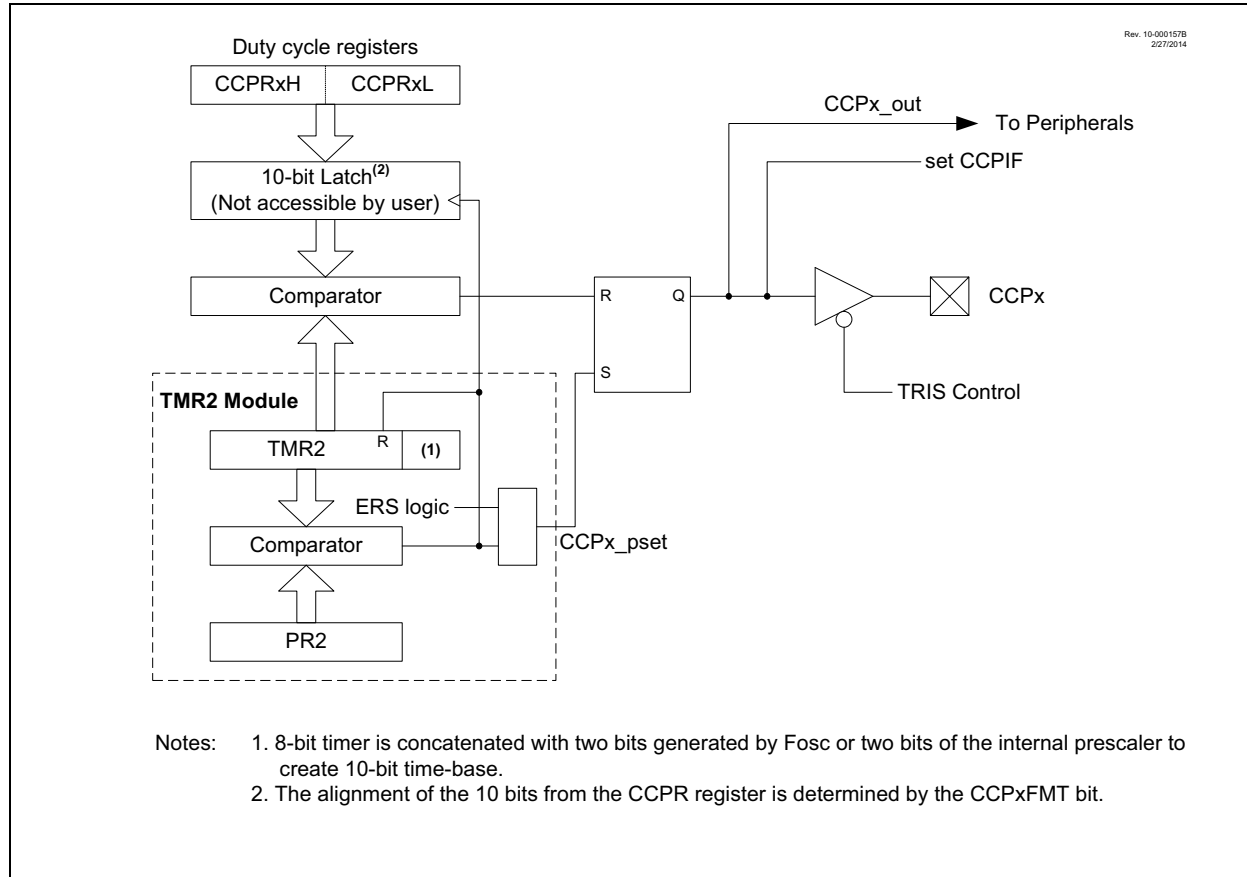 Rev. 10-000157B
2/27/2014
Duty cycle registers
CCPRxH CCPRxL
CCPx_out
To Peripherals
set CCPIF
10-bit Latch(2)
(Not accessible by user)
Comparator
R Q
CCPx
S
TRIS Control
TMR2 Module
R
TMR2 (1)
ERS logic
CCPx_pset
Comparator
PR2
Notes: 1. 8-bit timer is concatenated with two bits generated by Fosc or two bits of the internal prescaler to
create 10-bit time-base.
2. The alignment of the 10 bits from the CCPR register is determined by the CCPxFMT bit.